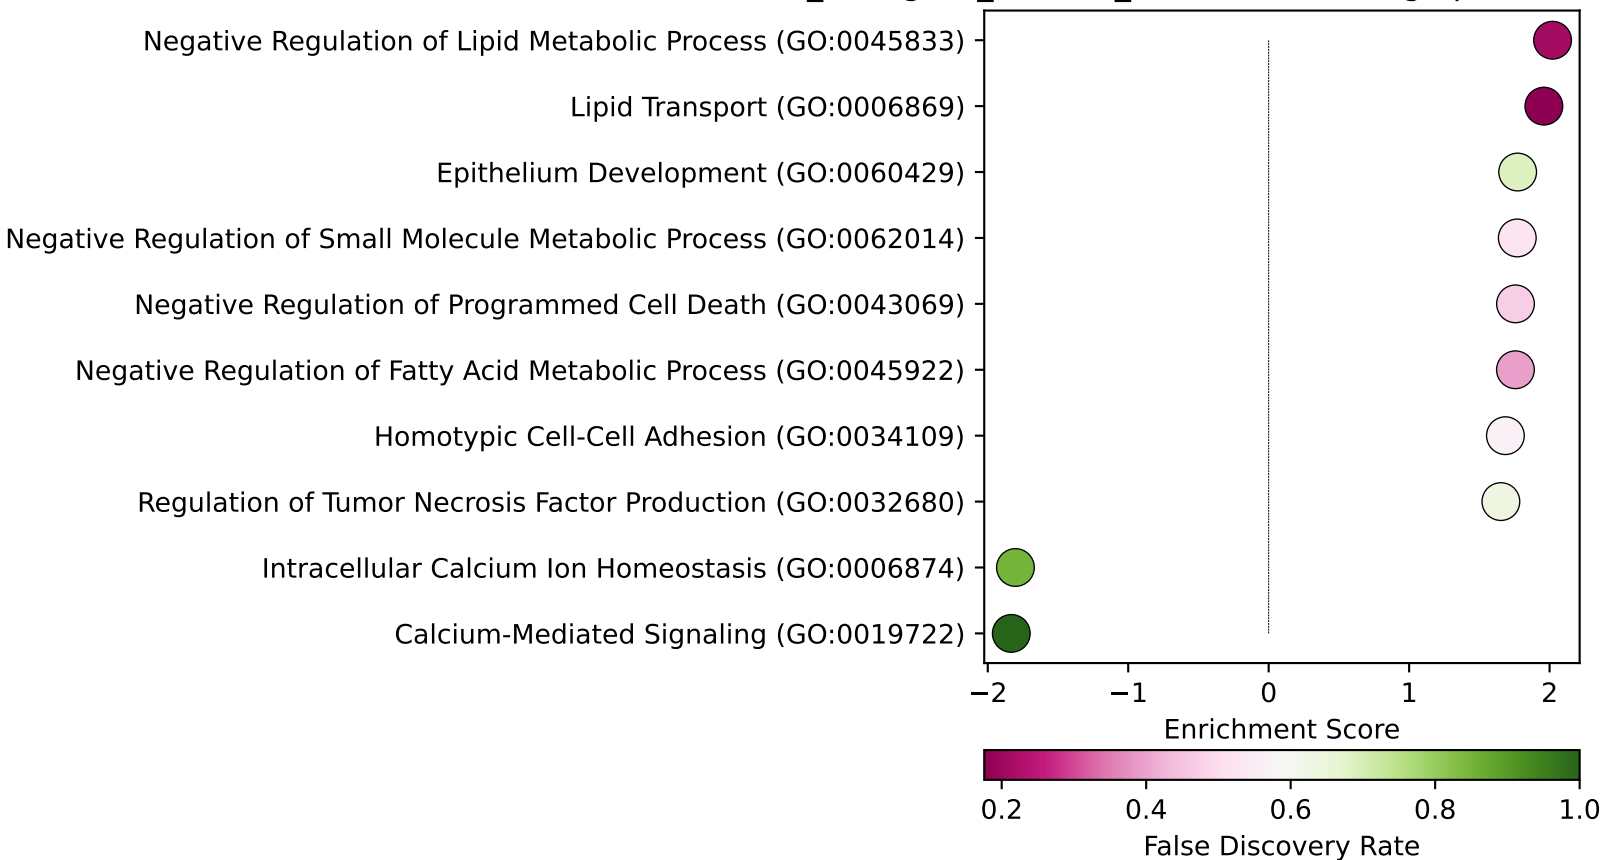 Negative Regulation of Lipid Metabolic Process (GO:0045833)
Lipid Transport (GO:0006869)
Epithelium Development (GO:0060429)
Negative Regulation of Small Molecule Metabolic Process (GO:0062014)
Negative Regulation of Programmed Cell Death (GO:0043069)
Negative Regulation of Fatty Acid Metabolic Process (GO:0045922)
Homotypic Cell-Cell Adhesion (GO:0034109)
Regulation of Tumor Necrosis Factor Production (GO:0032680)
Intracellular Calcium Ion Homeostasis (GO:0006874)
Calcium-Mediated Signaling (GO:0019722)
−2 −1 0 1 2
Enrichment Score
0.2 0.4 0.6 0.8 1.0
False Discovery Rate